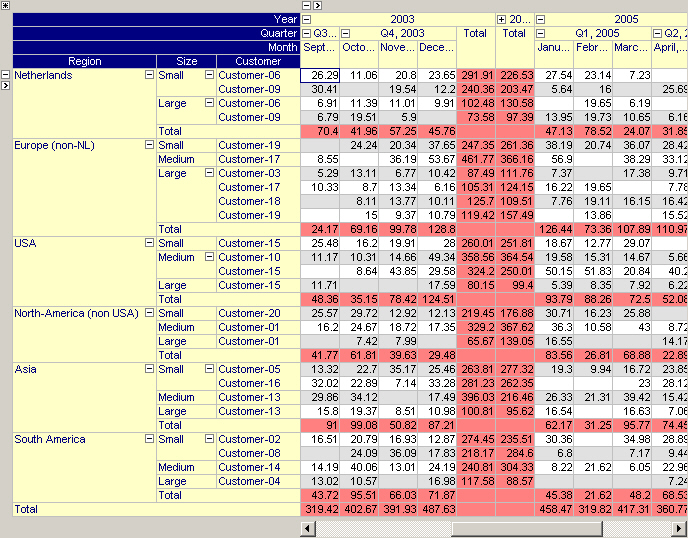 Year 2003 20... 2005
Quarter Q3... Q4, 2003 Total Total Q1, 2005 Q2, 2
Month Sept... Octo... Nove... Dece... Janu... Febr... Marc... April,...
Region Size Customer
Netherlands Small Customer-06 26.29 11.06 20.8 23.65 291.91 226.53 27.54 23.14 7.23
Customer-09 30.41 19.54 12.2 240.36 203.47 5.64 16 25.69
Large Customer-06 6.91 11.39 11.01 9.91 102.48 130.58 19.65 6.19
Customer-09 6.79 19.51 5.9 73.58 97.39 13.95 19.73 10.65 6.16
Total 70.4 41.96 57.25 45.76 47.13 78.52 24.07 31.85
Europe (non-NL) Small Customer-19 24.24 20.34 37.65 247.35 261.36 38.19 20.74 36.07 28.42
Medium Customer-17 8.55 36.19 53.67 461.77 366.16 56.9 38.29 33.12
Large Customer-03 5.29 13.11 6.77 10.42 87.49 111.76 7.37 17.38 9.71
Customer-17 10.33 8.7 13.34 6.16 105.31 124.15 16.22 19.65 7.78
Customer-18 8.11 13.77 10.11 125.7 109.51 7.76 19.11 16.15 16.42
Customer-19 15 9.37 10.79 119.42 157.49 13.86 15.52
Total 24.17 69.16 99.78 128.8 126.44 73.36 107.89 110.97
USA Small Customer-15 25.48 16.2 19.91 28 260.01 251.81 18.67 12.77 29.07
Medium Customer-10 11.17 10.31 14.66 49.34 358.56 364.54 19.58 15.31 14.67 5.66
Customer-15 8.64 43.85 29.58 324.2 250.01 50.15 51.83 20.84 40.2
Large Customer-15 11.71 17.59 80.15 99.4 5.39 8.35 7.92 6.22
Total 48.36 35.15 78.42 124.51 93.79 88.26 72.5 52.08
North-America (non USA) Small Customer-20 25.57 29.72 12.92 12.13 219.45 176.88 30.71 16.23 25.88
Medium Customer-01 16.2 24.67 18.72 17.35 329.2 367.62 36.3 10.58 43 8.72
Large Customer-01 7.42 7.99 65.67 139.05 16.55 14.17
Total 41.77 61.81 39.63 29.48 83.56 26.81 68.88 22.89
Asia Small Customer-05 13.32 22.7 35.17 25.46 263.81 277.32 19.3 9.94 16.72 23.85
Customer-16 32.02 22.89 7.14 33.28 281.23 262.35 23 28.12
Medium Customer-13 29.86 34.12 17.49 396.03 216.46 26.33 21.31 39.42 15.42
Large Customer-13 15.8 19.37 8.51 10.98 100.81 95.62 16.54 16.63 7.06
Total 91 99.08 50.82 87.21 62.17 31.25 95.77 74.45
South America Small Customer-02 16.51 20.79 16.93 12.87 274.45 235.51 30.36 34.98 28.89
Customer-08 24.09 36.09 17.83 218.17 284.6 6.8 7.17 9.44
Medium Customer-14 14.19 40.06 13.01 24.19 240.81 304.33 8.22 21.62 6.05 22.96
Large Customer-04 13.02 10.57 16.98 117.58 88.57 7.24
Total 43.72 95.51 66.03 71.87 45.38 21.62 48.2 68.53
Total 319.42 402.67 391.93 487.63 458.47 319.82 417.31 360.77